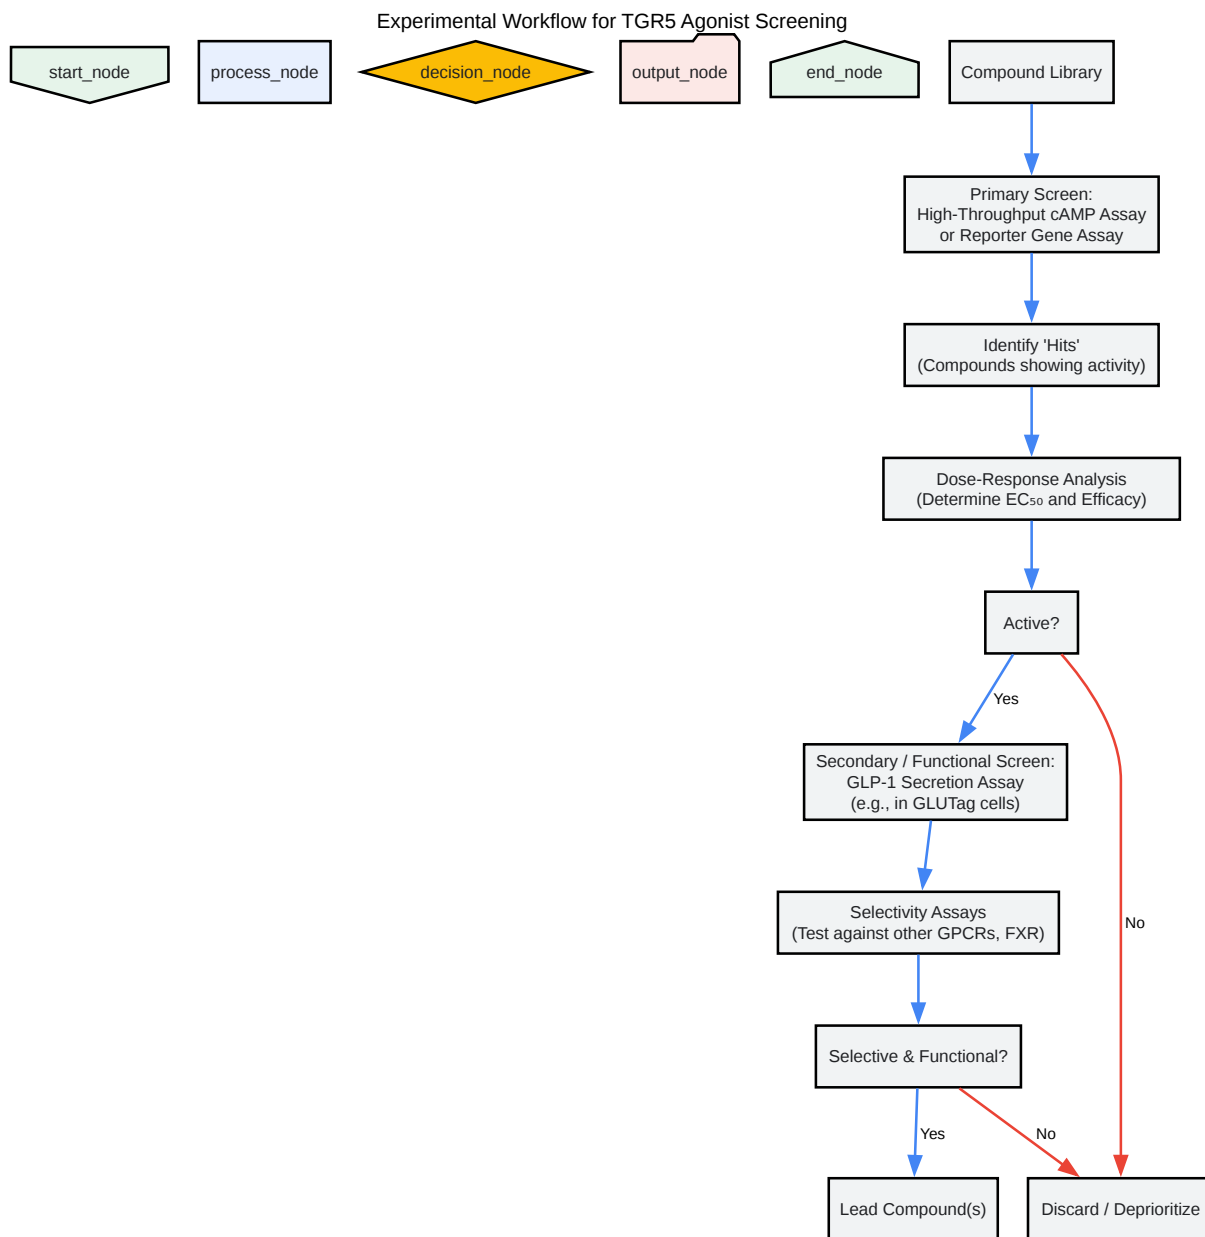 Experimental Workflow for TGR5 Agonist Screening
start_node
process_node
decision_node
output_node
end_node
Compound Library
Primary Screen:
High-Throughput cAMP Assay
or Reporter Gene Assay
Identify 'Hits'
(Compounds showing activity)
Dose-Response Analysis
(Determine EC₅₀ and Efficacy)
Active?
Yes
Secondary / Functional Screen:
GLP-1 Secretion Assay
(e.g., in GLUTag cells)
Selectivity Assays
(Test against other GPCRs, FXR)
No
Selective & Functional?
Yes
No
Lead Compound(s)
Discard / Deprioritize